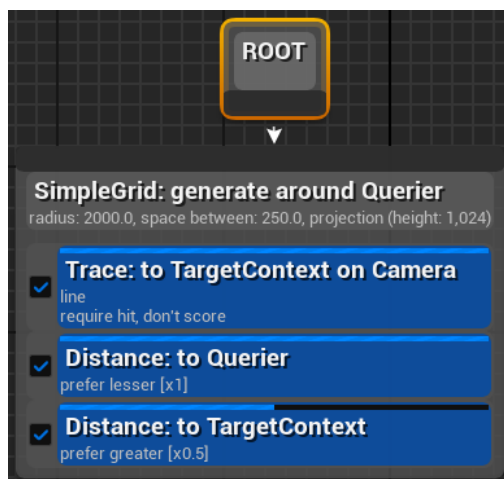 ROOT
SimpleGrid: generate around Querier
radius: 2000.0, space between: 250.0, projection (height: 1,024)
Trace: to TargetContext on Camera
line
require hit, don't score
Distance: to Querier
prefer lesser [x1]
Distance: to TargetContext
prefer greater [x0.5]